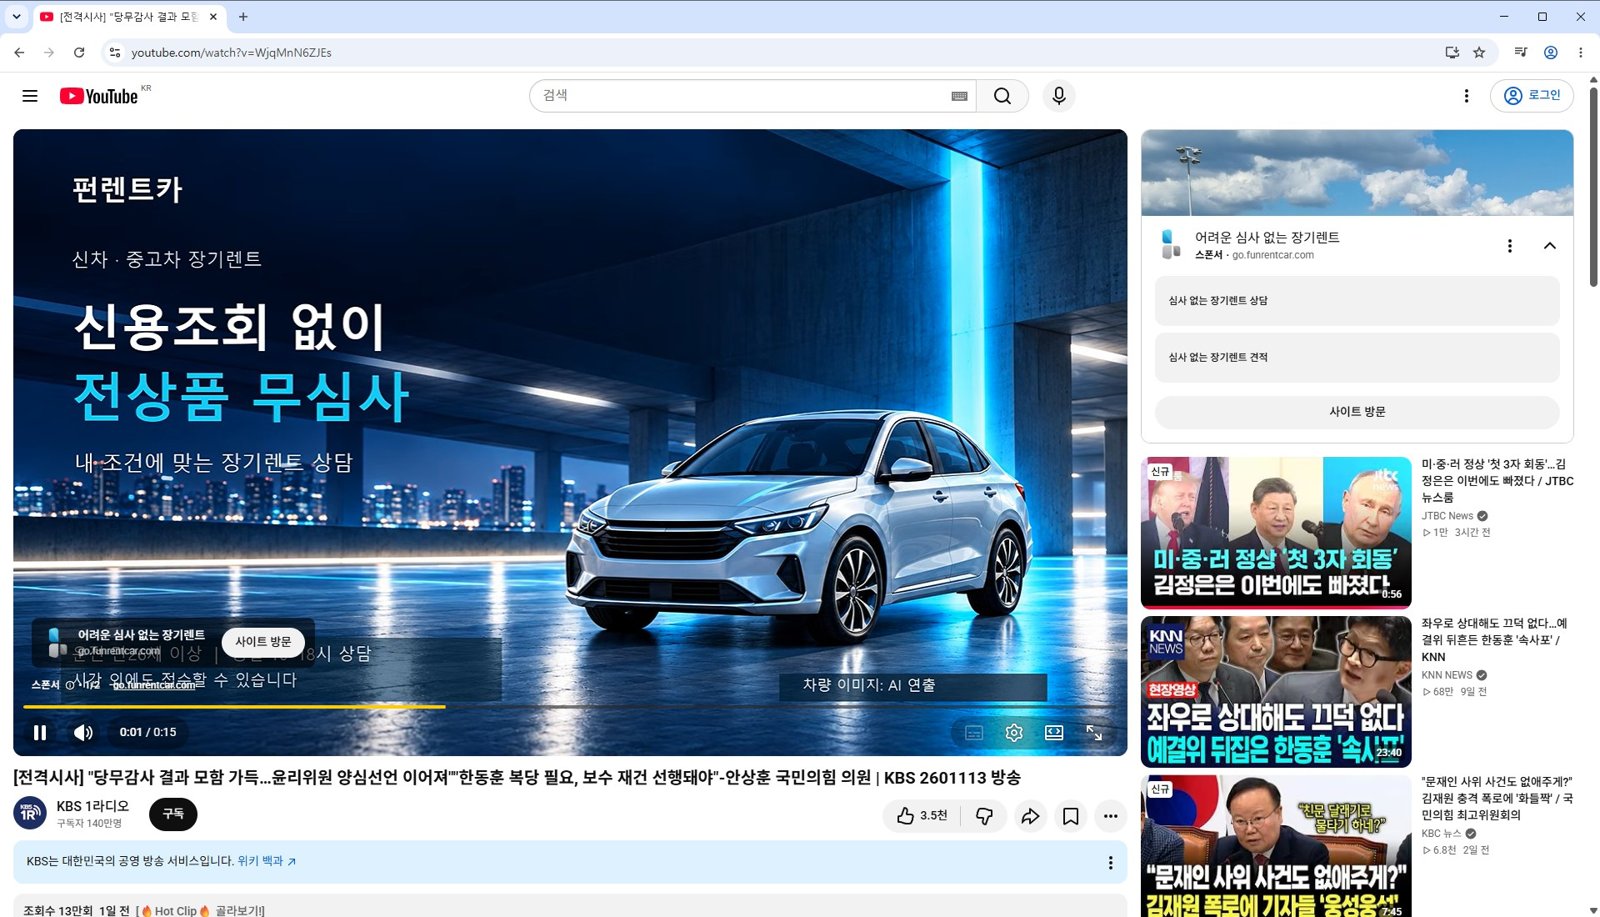 [전격시사] "당무감사 결과 모함
youtube.com/watch?v=WjqMnN6ZJEs
YouTube KR
검색
로그인
펀렌트카
신차 · 중고차 장기렌트
신용조회 없이
전상품 무심사
내 조건에 맞는 장기렌트 상담
어려운 심사 없는 장기렌트
go.funrentcar.com
사이트 방문
이상 | 18시 상담
시간 외에도 접수할 수 있습니다
스폰서 1/2 go.funrentcar.com
차량 이미지: AI 연출
0:01 / 0:15
[전격시사] "당무감사 결과 모함 가득...윤리위원 양심선언 이어져""한동훈 복당 필요, 보수 재건 선행돼야"-안상훈 국민의힘 의원 | KBS 2601113 방송
KBS 1R
KBS 1라디오
구독자 140만명
구독
3.5천
KBS는 대한민국의 공영 방송 서비스입니다. 위키 백과
조회수 13만회 1일 전 [🔥Hot Clip🔥 골라보기!]
어려운 심사 없는 장기렌트
스폰서 · go.funrentcar.com
심사 없는 장기렌트 상담
심사 없는 장기렌트 견적
사이트 방문
신규
jtbc news
미·중·러 정상 '첫 3자 회동'
김정은은 이번에도 빠졌다
0:56
미·중·러 정상 '첫 3자 회동'...김
정은은 이번에도 빠졌다 / JTBC
뉴스룸
JTBC News
1만 3시간 전
KNN NEWS
현장영상
좌우로 상대해도 끄덕 없다
예결위 뒤집은 한동훈 '속사포'
23:40
좌우로 상대해도 끄덕 없다...예
결위 뒤흔든 한동훈 '속사포' /
KNN
KNN NEWS
68만 9일 전
신규
"친문 달래기로
물타기 하네?"
"문재인 사위 사건도 없애주게?"
김재원 폭로에 기자들 '웅성웅성'
7:45
"문재인 사위 사건도 없애주게?"
김재원 충격 폭로에 '화들짝' / 국
민의힘 최고위원회의
KBC 뉴스
6.8천 2일 전